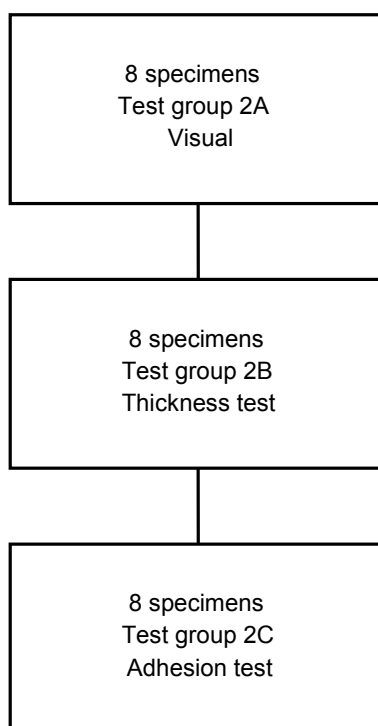 8 specimens
Test group 2A
Visual
8 specimens
Test group 2B
Thickness test
8 specimens
Test group 2C
Adhesion test